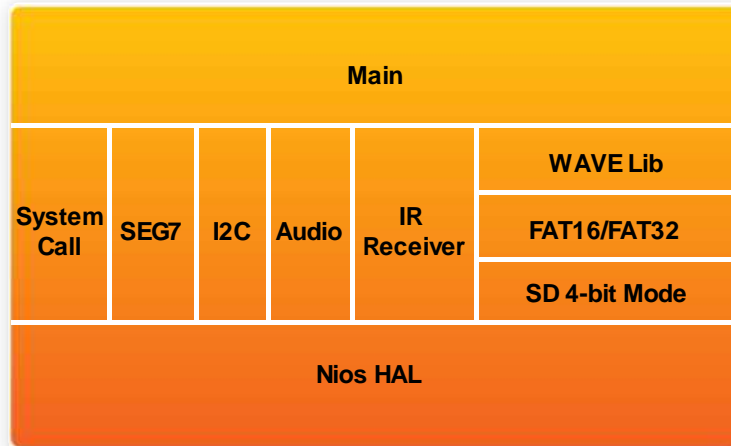 Main
System
Call
SEG7
I2C
Audio
IR
Receiver
WAVE Lib
FAT16/FAT32
SD 4-bit Mode
Nios HAL